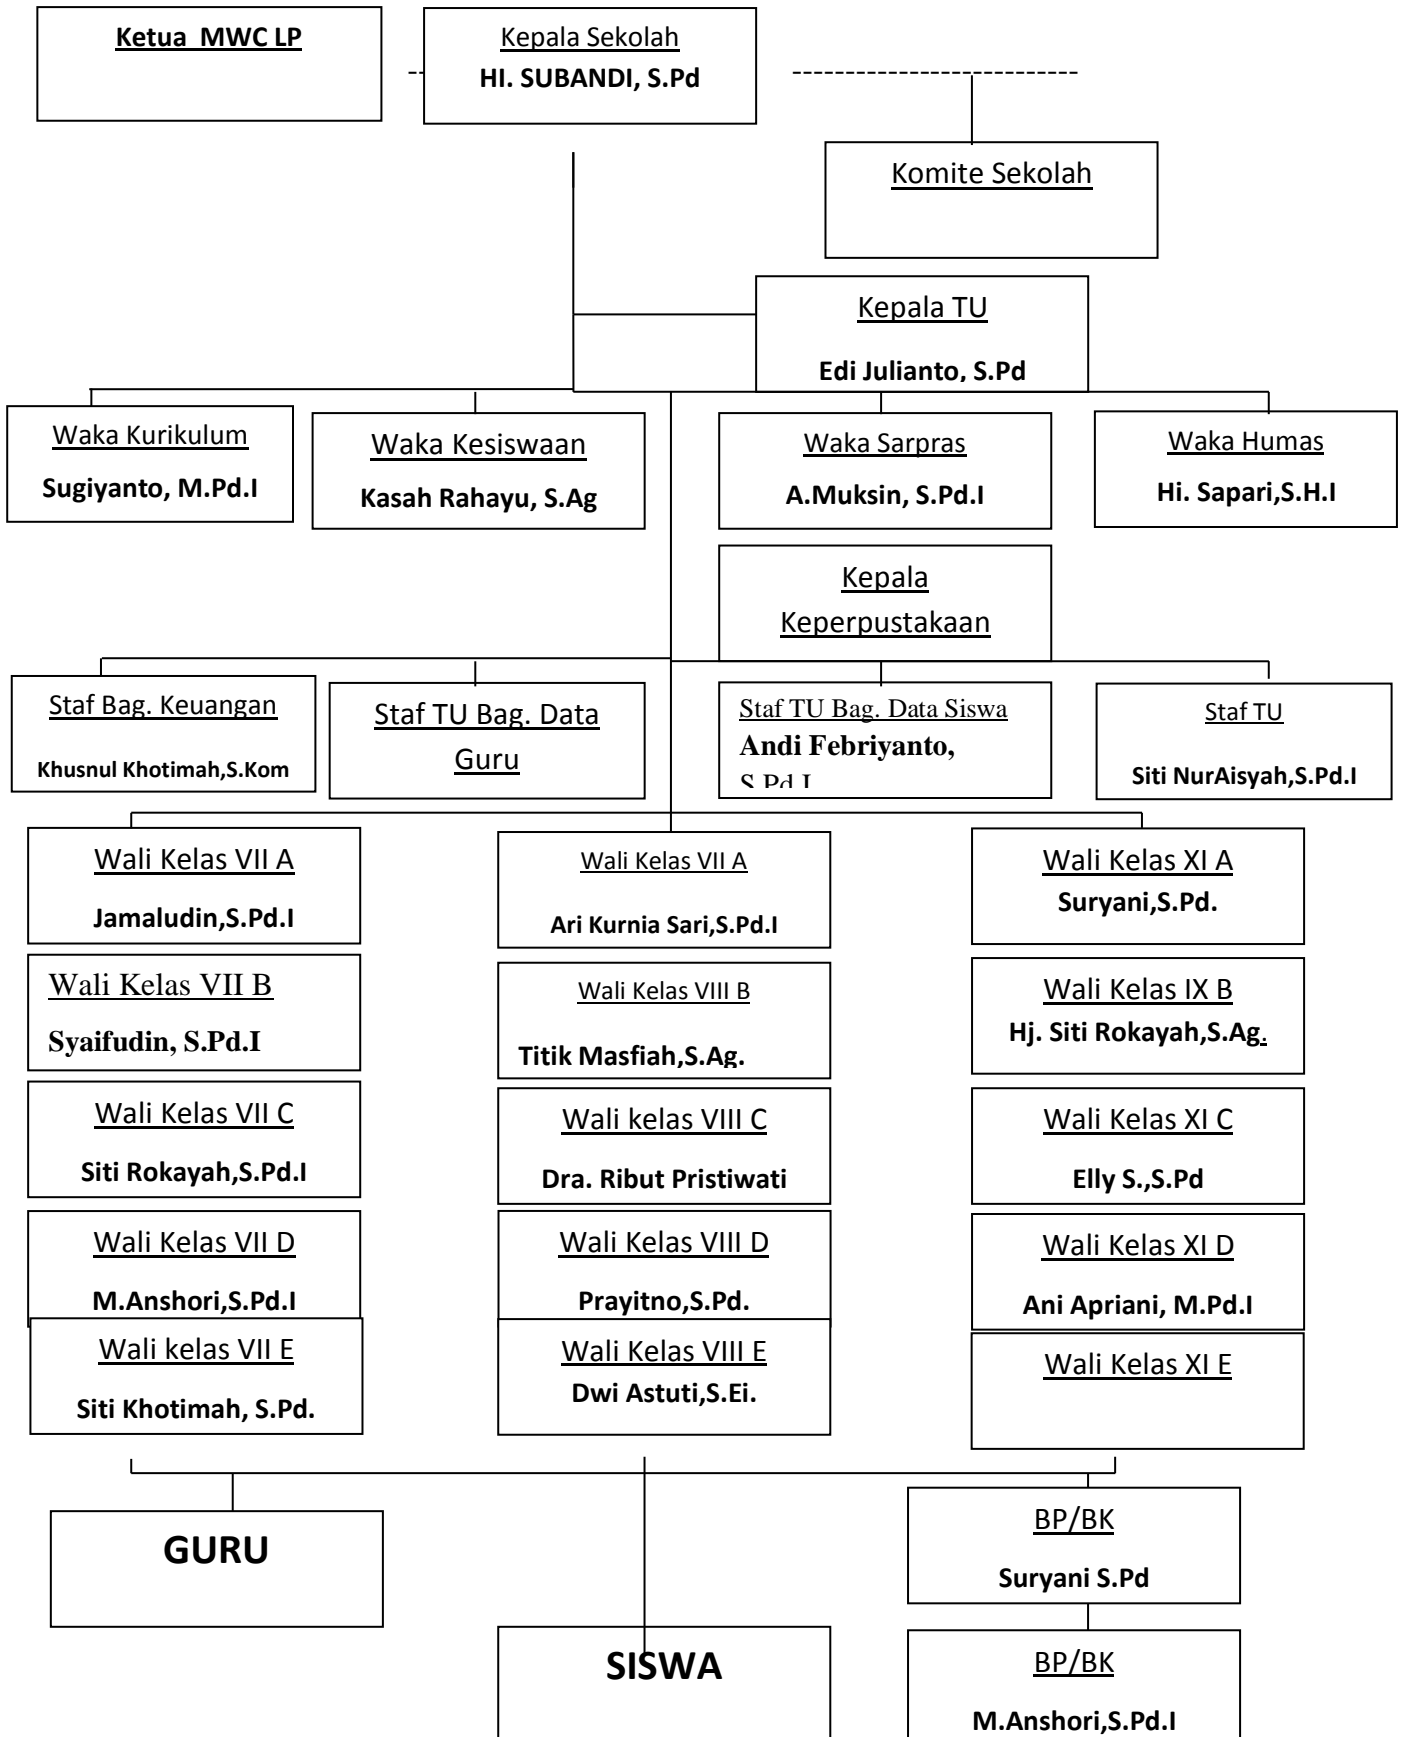 Ketua MWC LP
Kepala Sekolah
HI. SUBANDI, S.Pd
Komite Sekolah
Kepala TU
Edi Julianto, S.Pd
Waka Kurikulum
Sugiyanto, M.Pd.I
Waka Kesiswaan
Kasah Rahayu, S.Ag
Waka Sarpras
A.Muksin, S.Pd.I
Waka Humas
Hi. Sapari,S.H.I
Kepala
Keperpustakaan
Staf Bag. Keuangan
Khusnul Khotimah,S.Kom
Staf TU Bag. Data
Guru
Staf TU Bag. Data Siswa
Andi Febriyanto,
S.Pd.I
Staf TU
Siti NurAisyah,S.Pd.I
Wali Kelas VII A
Jamaludin,S.Pd.I
Wali Kelas VII A
Ari Kurnia Sari,S.Pd.I
Wali Kelas XI A
Suryani,S.Pd.
Wali Kelas VII B
Syaifudin, S.Pd.I
Wali Kelas VIII B
Titik Masfiah,S.Ag.
Wali Kelas IX B
Hj. Siti Rokayah,S.Ag.
Wali Kelas VII C
Siti Rokayah,S.Pd.I
Wali kelas VIII C
Dra. Ribut Pristiwati
Wali Kelas XI C
Elly S.,S.Pd
Wali Kelas VII D
M.Anshori,S.Pd.I
Wali Kelas VIII D
Prayitno,S.Pd.
Wali Kelas XI D
Ani Apriani, M.Pd.I
Wali kelas VII E
Siti Khotimah, S.Pd.
Wali Kelas VIII E
Dwi Astuti,S.Ei.
Wali Kelas XI E
GURU
BP/BK
Suryani S.Pd
SISWA
BP/BK
M.Anshori,S.Pd.I